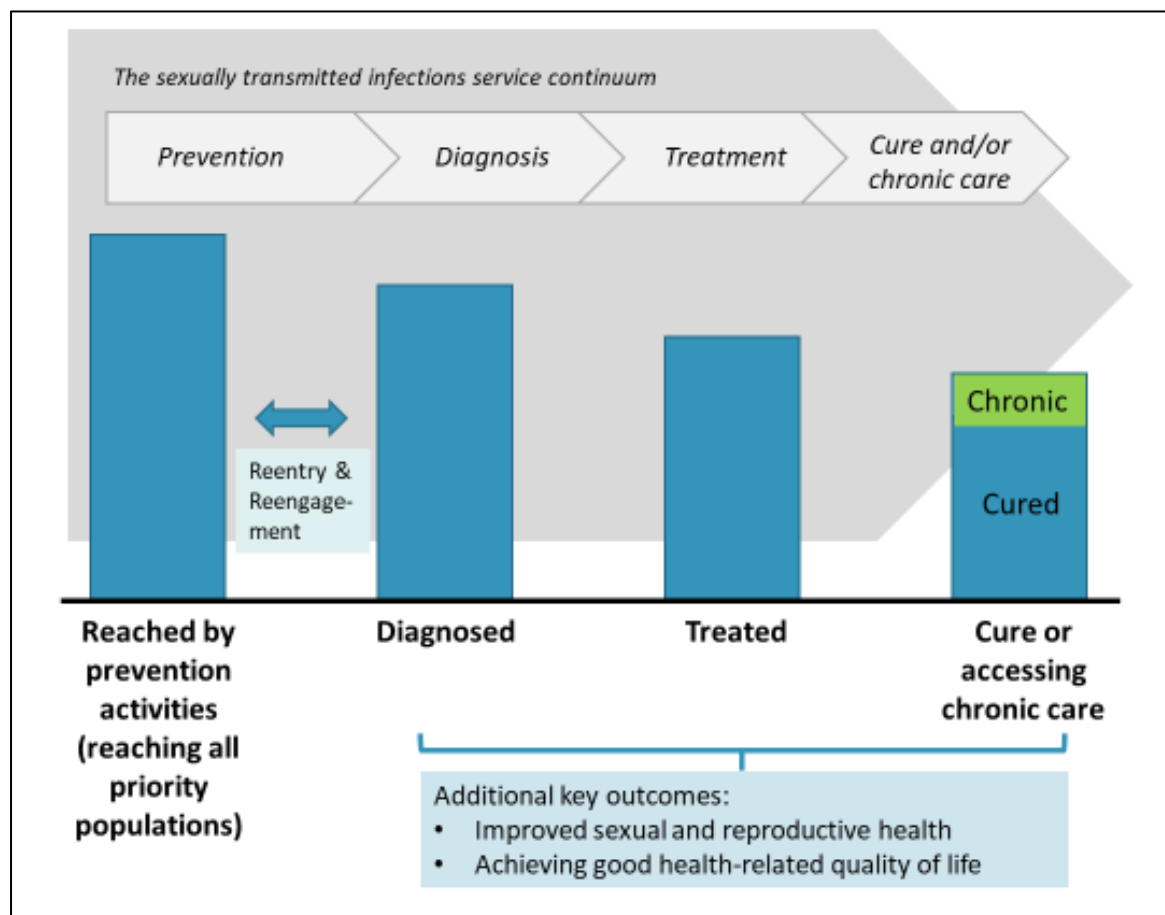 The sexually transmitted infections service continuum
Prevention
Diagnosis
Treatment
Cure and/or
chronic care
Reentry &
Reengage-
ment
Chronic
Cured
Reached by
prevention
activities
(reaching all
priority
populations)
Diagnosed
Treated
Cure or
accessing
chronic care
Additional key outcomes:
• Improved sexual and reproductive health
• Achieving good health-related quality of life